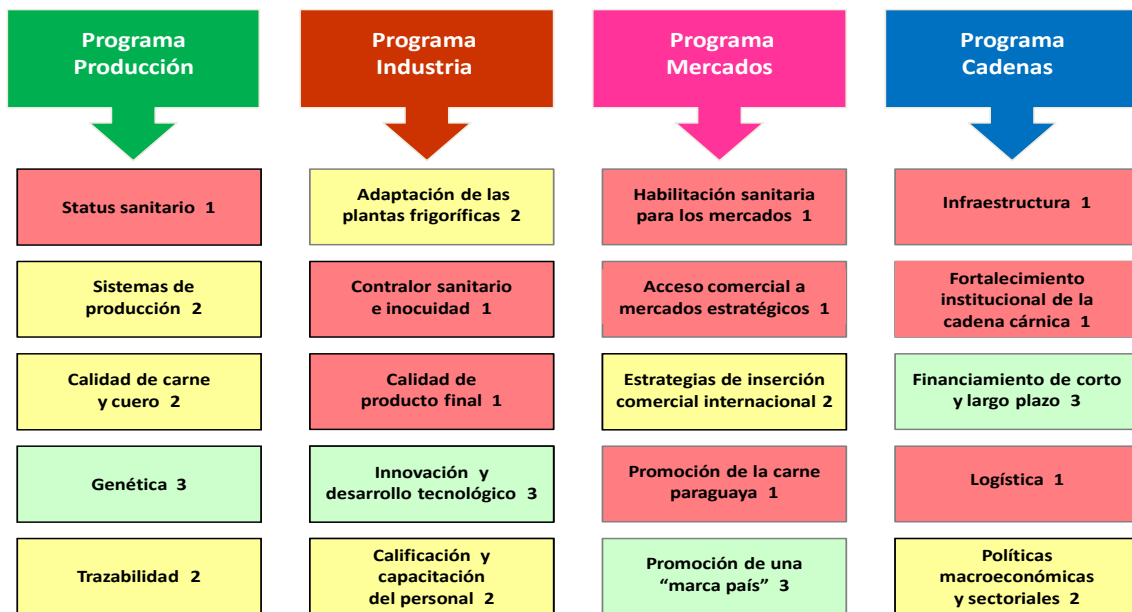 Programa
Producción
Programa
Industria
Programa
Mercados
Programa
Cadenas
Status sanitario 1
Sistemas de
producción 2
Calidad de carne
y cuero 2
Genética 3
Trazabilidad 2
Adaptación de las
plantas frigoríficas 2
Contralor sanitario
e inocuidad 1
Calidad de
producto final 1
Innovación y
desarrollo tecnológico 3
Calificación y
capacitación
del personal 2
Habilitación sanitaria
para los mercados 1
Acceso comercial a
mercados estratégicos 1
Estrategias de inserción
comercial internacional 2
Promoción de la carne
paraguaya 1
Promoción de una
“marca país” 3
Infraestructura 1
Fortalecimiento
institucional de la
cadena cárnica 1
Financiamiento de corto
y largo plazo 3
Logística 1
Políticas
macroeconómicas
y sectoriales 2